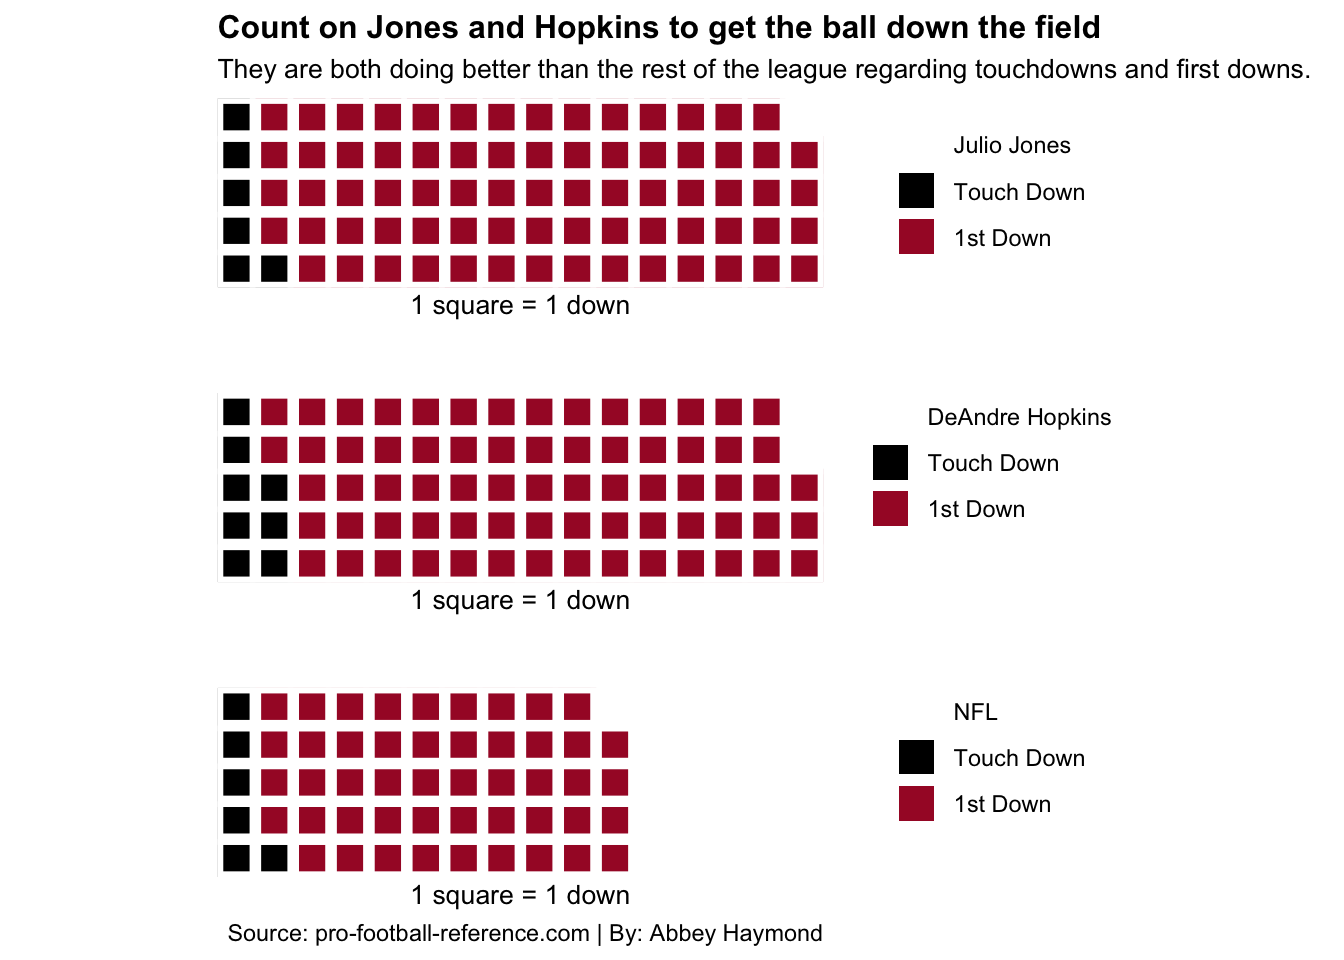 Count on Jones and Hopkins to get the ball down the field
They are both doing better than the rest of the league regarding touchdowns and first downs.
Julio Jones
Touch Down
1st Down
1 square = 1 down
DeAndre Hopkins
Touch Down
1st Down
1 square = 1 down
NFL
Touch Down
1st Down
1 square = 1 down
Source: pro-football-reference.com | By: Abbey Haymond